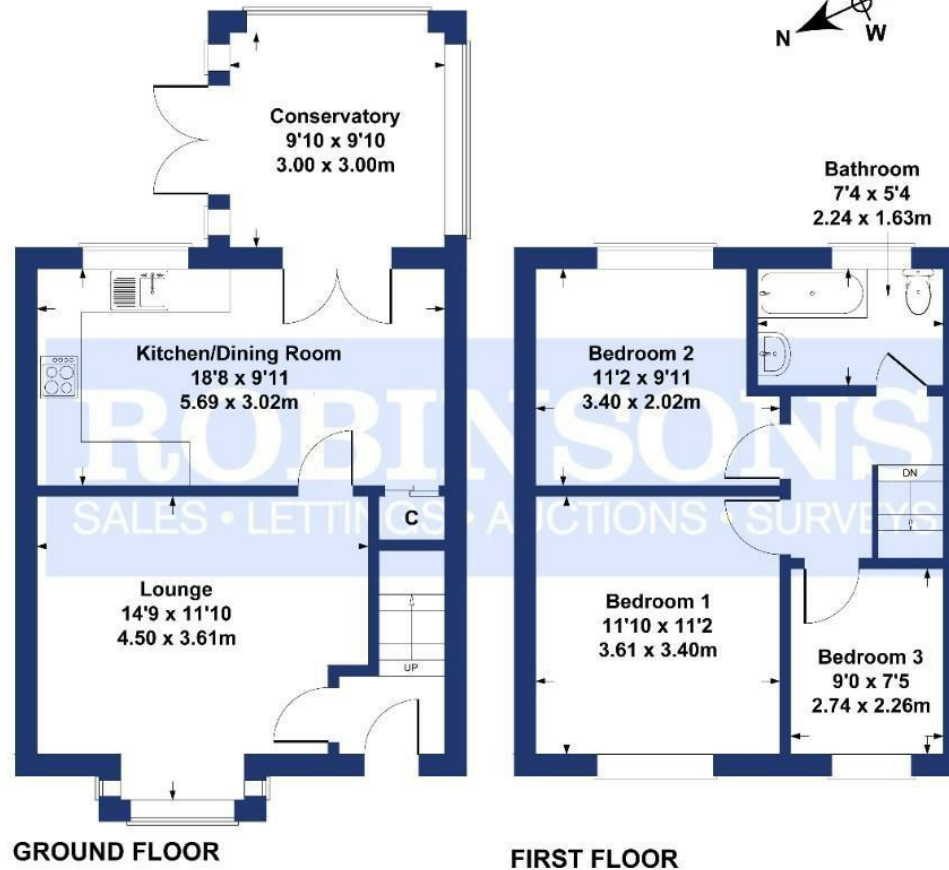 N
W
Conservatory
9'10 x 9'10
3.00 x 3.00m
Kitchen/Dining Room
18'8 x 9'11
5.69 x 3.02m
C
Lounge
14'9 x 11'10
4.50 x 3.61m
UP
GROUND FLOOR
Bathroom
7'4 x 5'4
2.24 x 1.63m
Bedroom 2
11'2 x 9'11
3.40 x 2.02m
DN
Bedroom 1
11'10 x 11'2
3.61 x 3.40m
Bedroom 3
9'0 x 7'5
2.74 x 2.26m
FIRST FLOOR
ROBINSONS
SALES • LETTINGS • AUCTIONS • SURVEYS